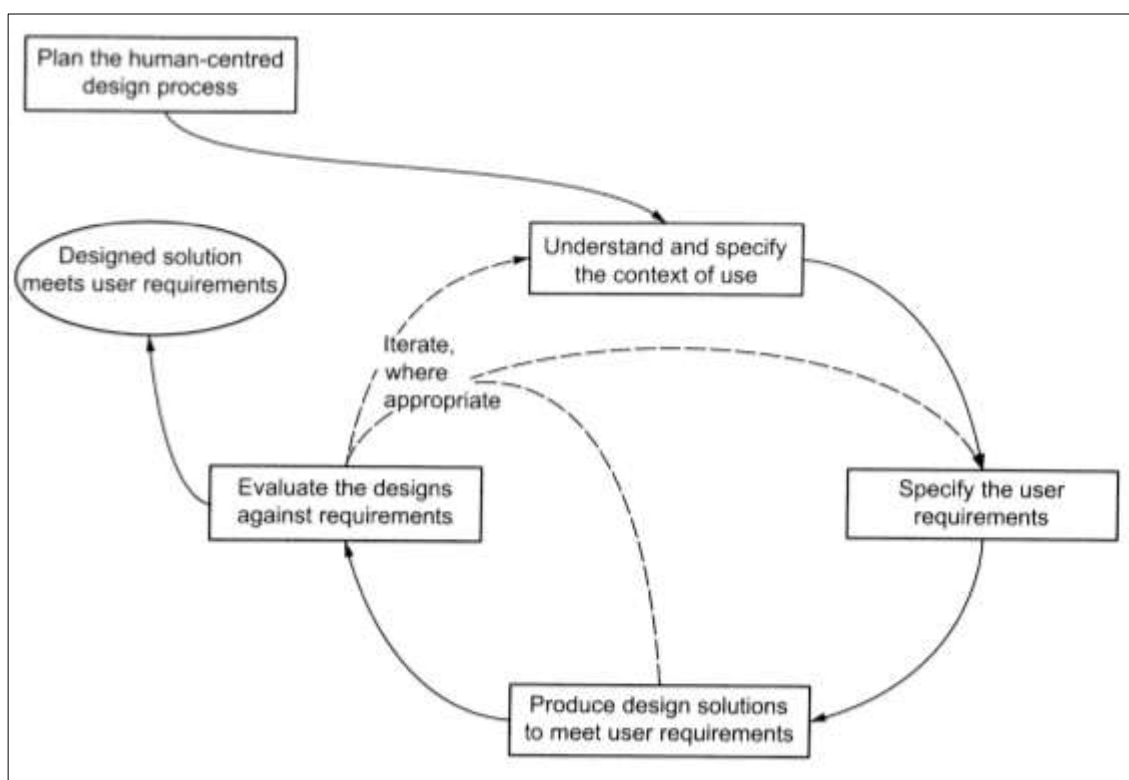 Plan the human-centred
design process
Designed solution
meets user requirements
Understand and specify
the context of use
Iterate,
where
appropriate
Evaluate the designs
against requirements
Specify the user
requirements
Produce design solutions
to meet user requirements